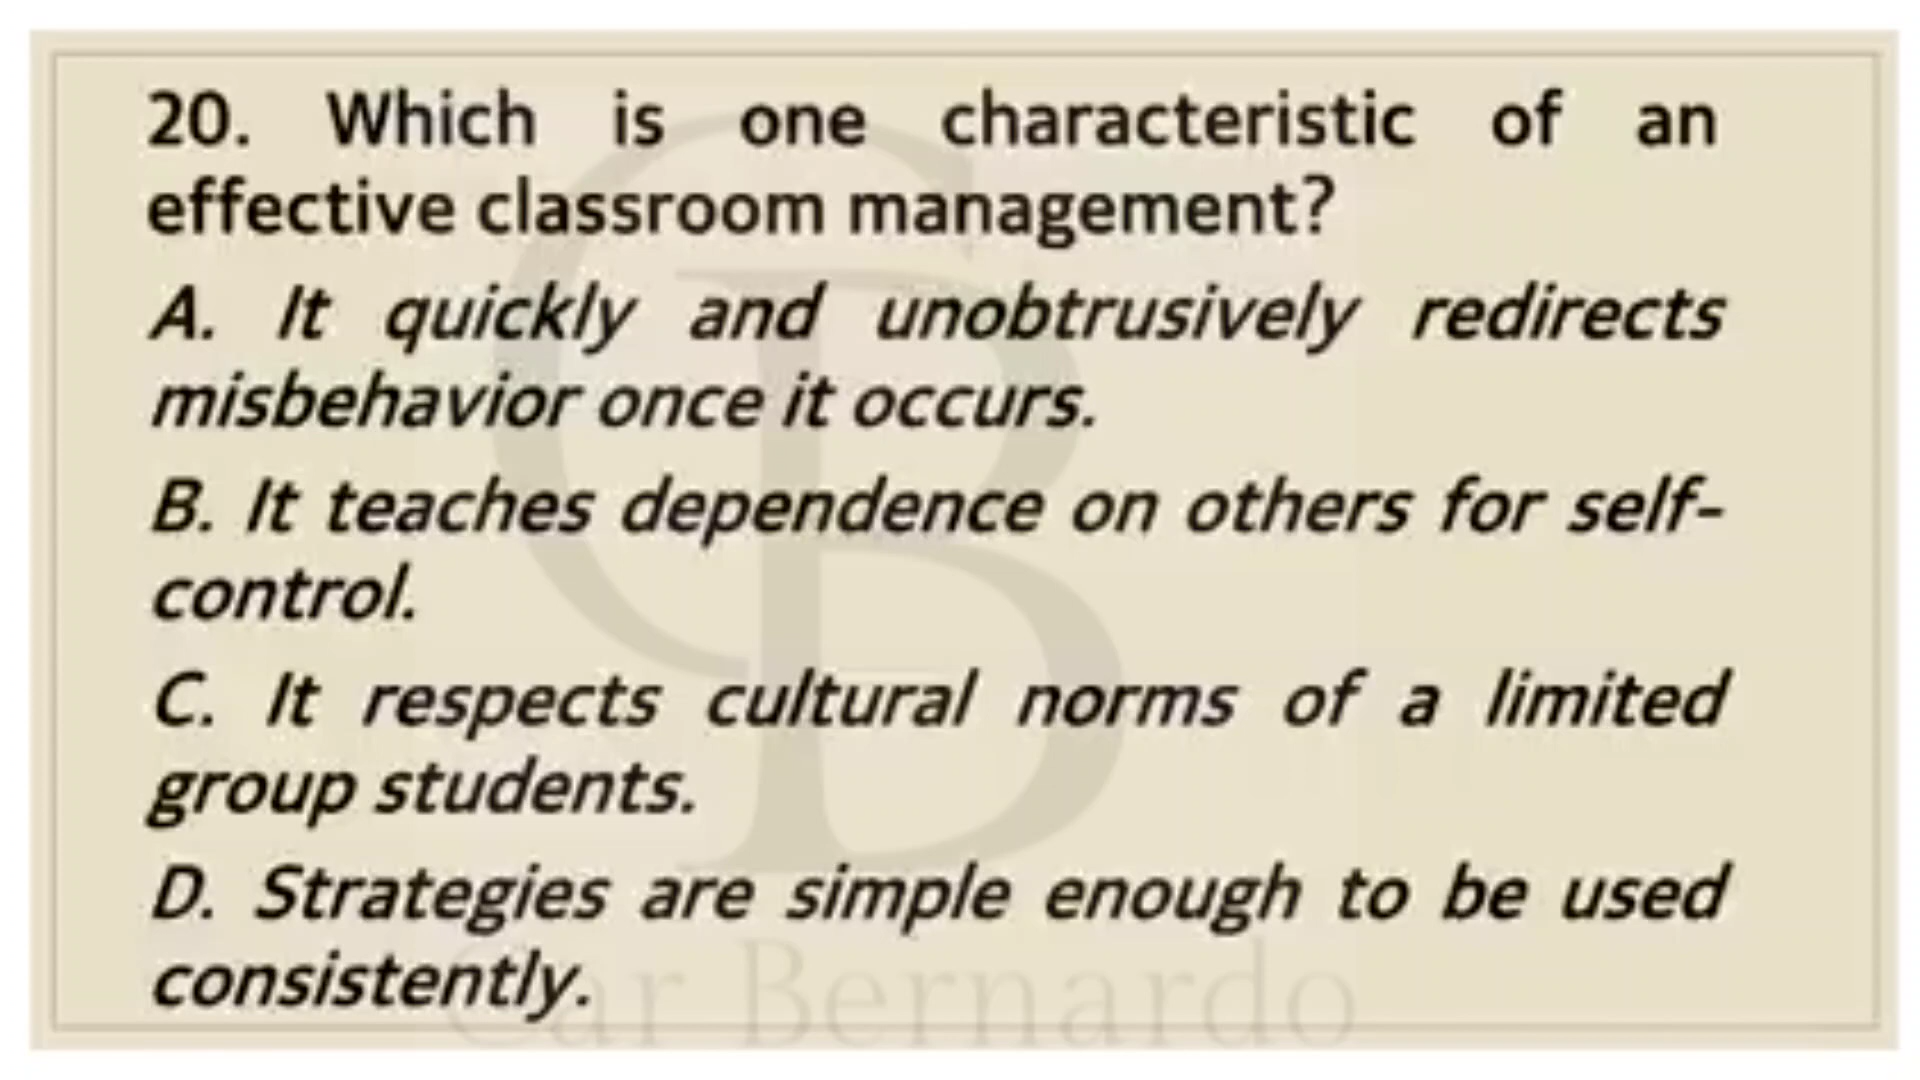 20. Which is one characteristic of an
effective classroom management?
A. It quickly and unobtrusively redirects
misbehavior once it occurs.
B. It teaches dependence on others for self-
control.
C. It respects cultural norms of a limited
group students.
D. Strategies are simple enough to be used
consistently.
Car Bernardo